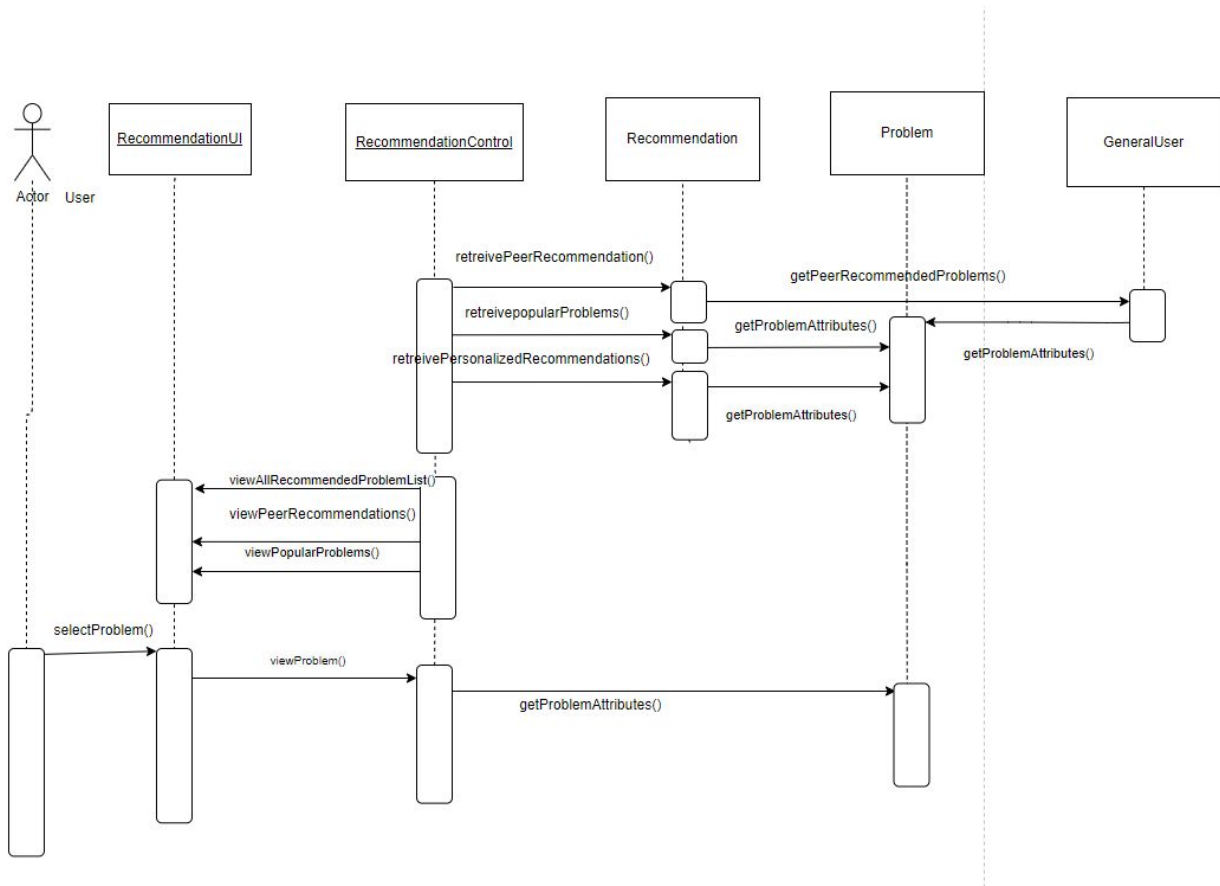 RecommendationUI
RecommendationControl
Recommendation
Problem
GeneralUser
Actor
User
retreivePeerRecommendation()
getPeerRecommendedProblems()
retreivepopularProblems()
getProblemAttributes()
getProblemAttributes()
retreivePersonalizedRecommendations()
getProblemAttributes()
viewAllRecommendedProblemList()
viewPeerRecommendations()
viewPopularProblems()
selectProblem()
viewProblem()
getProblemAttributes()